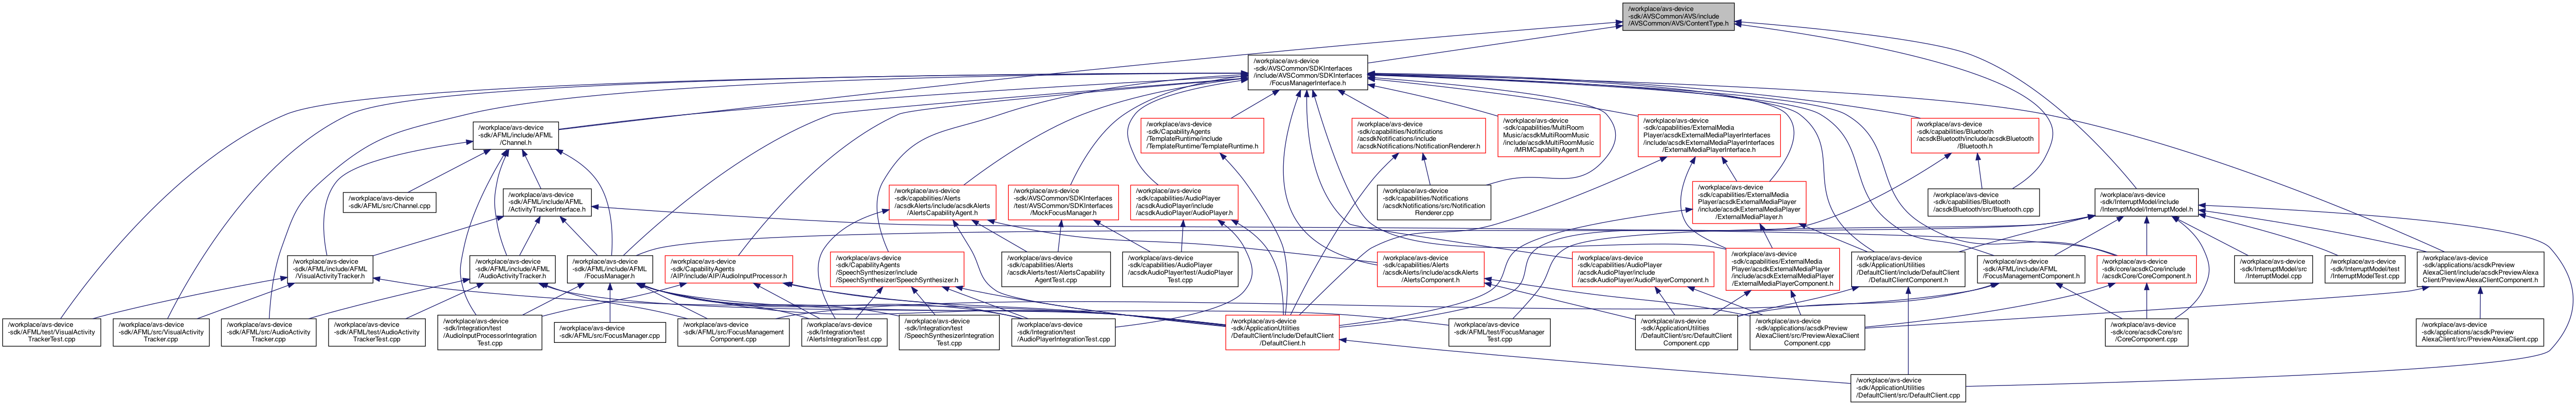 /workplace/avs-device
-sdk/AVSCommon/AVS/include
/AVSCommon/AVS/ContentType.h
/workplace/avs-device
-sdk/AVSCommon/SDKInterfaces
/include/AVSCommon/SDKInterfaces
/FocusManagerInterface.h
/workplace/avs-device
-sdk/AFML/include/AFML
/Channel.h
/workplace/avs-device
-sdk/CapabilityAgents
/TemplateRuntime/include
/TemplateRuntime/TemplateRuntime.h
/workplace/avs-device
-sdk/capabilities/Notifications
/acsdkNotifications/include
/acsdkNotifications/NotificationRenderer.h
/workplace/avs-device
-sdk/capabilities/MultiRoom
Music/acsdkMultiRoomMusic
/include/acsdkMultiRoomMusic
/MRMCapabilityAgent.h
/workplace/avs-device
-sdk/capabilities/ExternalMedia
Player/acsdkExternalMediaPlayerInterfaces
/include/acsdkExternalMediaPlayerInterfaces
/ExternalMediaPlayerInterface.h
/workplace/avs-device
-sdk/capabilities/Bluetooth
/acsdkBluetooth/include/acsdkBluetooth
/Bluetooth.h
/workplace/avs-device
-sdk/AFML/src/Channel.cpp
/workplace/avs-device
-sdk/AFML/include/AFML
/ActivityTrackerInterface.h
/workplace/avs-device
-sdk/capabilities/Alerts
/acsdkAlerts/include/acsdkAlerts
/AlertsCapabilityAgent.h
/workplace/avs-device
-sdk/AVSCommon/SDKInterfaces
/test/AVSCommon/SDKInterfaces
/MockFocusManager.h
/workplace/avs-device
-sdk/capabilities/AudioPlayer
/acsdkAudioPlayer/include
/acsdkAudioPlayer/AudioPlayer.h
/workplace/avs-device
-sdk/capabilities/Notifications
/acsdkNotifications/src/Notification
Renderer.cpp
/workplace/avs-device
-sdk/capabilities/ExternalMedia
Player/acsdkExternalMediaPlayer
/include/acsdkExternalMediaPlayer
/ExternalMediaPlayer.h
/workplace/avs-device
-sdk/capabilities/Bluetooth
/acsdkBluetooth/src/Bluetooth.cpp
/workplace/avs-device
-sdk/InterruptModel/include
/InterruptModel/InterruptModel.h
/workplace/avs-device
-sdk/AFML/include/AFML
/VisualActivityTracker.h
/workplace/avs-device
-sdk/AFML/include/AFML
/AudioActivityTracker.h
/workplace/avs-device
-sdk/AFML/include/AFML
/FocusManager.h
/workplace/avs-device
-sdk/CapabilityAgents
/AIP/include/AIP/AudioInputProcessor.h
/workplace/avs-device
-sdk/CapabilityAgents
/SpeechSynthesizer/include
/SpeechSynthesizer/SpeechSynthesizer.h
/workplace/avs-device
-sdk/capabilities/Alerts
/acsdkAlerts/test/AlertsCapability
AgentTest.cpp
/workplace/avs-device
-sdk/capabilities/AudioPlayer
/acsdkAudioPlayer/test/AudioPlayer
Test.cpp
/workplace/avs-device
-sdk/capabilities/Alerts
/acsdkAlerts/include/acsdkAlerts
/AlertsComponent.h
/workplace/avs-device
-sdk/capabilities/AudioPlayer
/acsdkAudioPlayer/include
/acsdkAudioPlayer/AudioPlayerComponent.h
/workplace/avs-device
-sdk/capabilities/ExternalMedia
Player/acsdkExternalMediaPlayer
/include/acsdkExternalMediaPlayer
/ExternalMediaPlayerComponent.h
/workplace/avs-device
-sdk/ApplicationUtilities
/DefaultClient/include/DefaultClient
/DefaultClientComponent.h
/workplace/avs-device
-sdk/AFML/include/AFML
/FocusManagementComponent.h
/workplace/avs-device
-sdk/core/acsdkCore/include
/acsdkCore/CoreComponent.h
/workplace/avs-device
-sdk/InterruptModel/src
/InterruptModel.cpp
/workplace/avs-device
-sdk/InterruptModel/test
/InterruptModelTest.cpp
/workplace/avs-device
-sdk/applications/acsdkPreview
AlexaClient/include/acsdkPreviewAlexa
Client/PreviewAlexaClientComponent.h
/workplace/avs-device
-sdk/AFML/test/VisualActivity
TrackerTest.cpp
/workplace/avs-device
-sdk/AFML/src/VisualActivity
Tracker.cpp
/workplace/avs-device
-sdk/AFML/src/AudioActivity
Tracker.cpp
/workplace/avs-device
-sdk/AFML/test/AudioActivity
TrackerTest.cpp
/workplace/avs-device
-sdk/Integration/test
/AudioInputProcessorIntegration
Test.cpp
/workplace/avs-device
-sdk/AFML/src/FocusManager.cpp
/workplace/avs-device
-sdk/AFML/src/FocusManagement
Component.cpp
/workplace/avs-device
-sdk/Integration/test
/AlertsIntegrationTest.cpp
/workplace/avs-device
-sdk/Integration/test
/SpeechSynthesizerIntegration
Test.cpp
/workplace/avs-device
-sdk/Integration/test
/AudioPlayerIntegrationTest.cpp
/workplace/avs-device
-sdk/ApplicationUtilities
/DefaultClient/include/DefaultClient
/DefaultClient.h
/workplace/avs-device
-sdk/AFML/test/FocusManager
Test.cpp
/workplace/avs-device
-sdk/ApplicationUtilities
/DefaultClient/src/DefaultClient
Component.cpp
/workplace/avs-device
-sdk/applications/acsdkPreview
AlexaClient/src/PreviewAlexaClient
Component.cpp
/workplace/avs-device
-sdk/core/acsdkCore/src
/CoreComponent.cpp
/workplace/avs-device
-sdk/applications/acsdkPreview
AlexaClient/src/PreviewAlexaClient.cpp
/workplace/avs-device
-sdk/ApplicationUtilities
/DefaultClient/src/DefaultClient.cpp